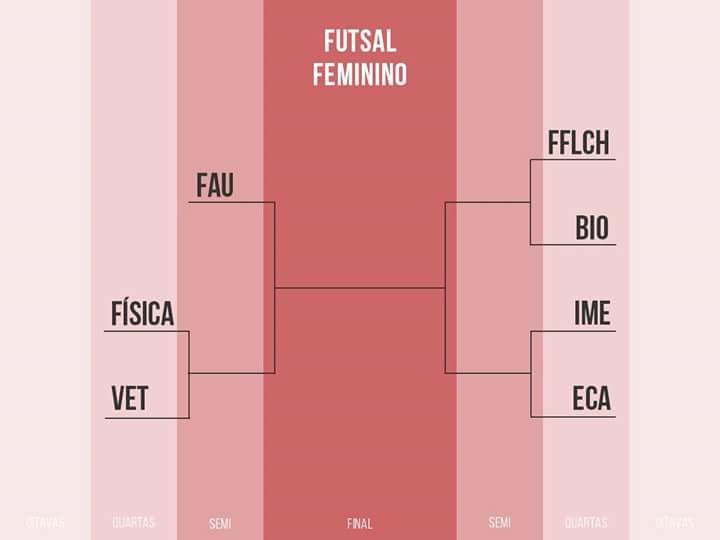 FUTSAL
FEMININO
FFLCH
FAU
BIO
FÍSICA
IME
VET
ECA
OITAVAS QUARTAS SEMI FINAL SEMI QUARTAS OITAVAS